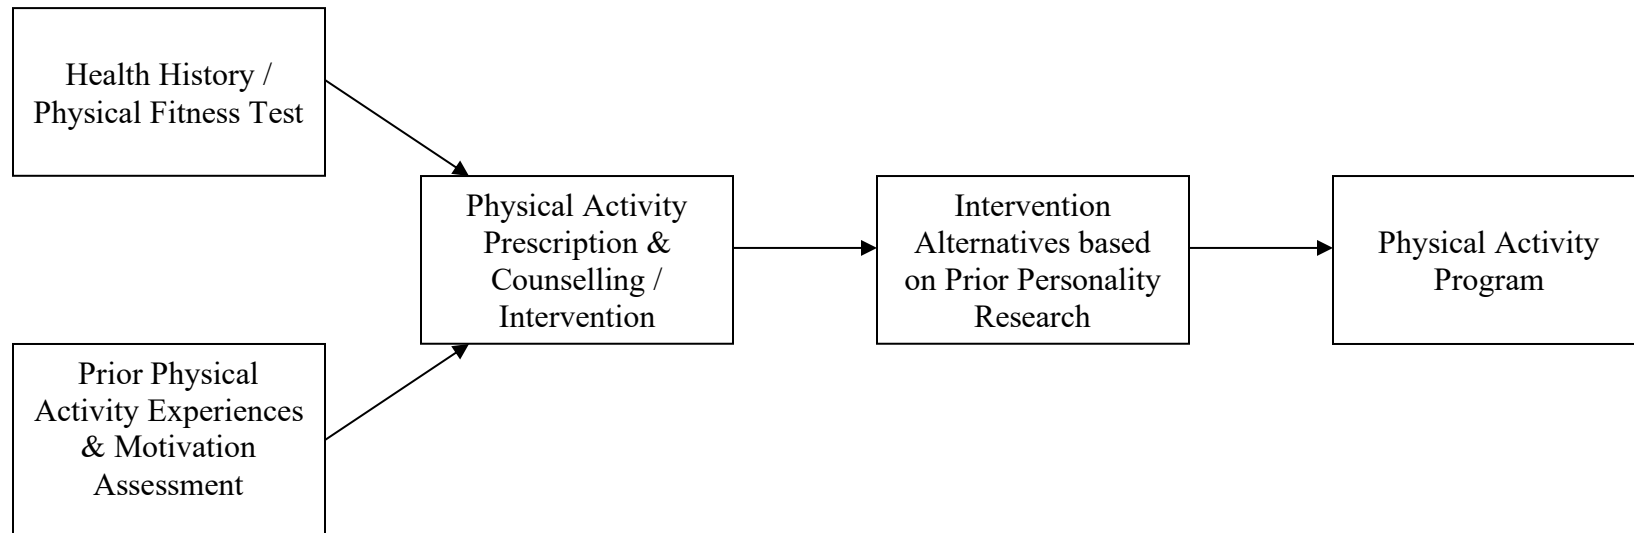 Health History /
Physical Fitness Test
Prior Physical
Activity Experiences
& Motivation
Assessment
Physical Activity
Prescription &
Counselling /
Intervention
Intervention
Alternatives based
on Prior Personality
Research
Physical Activity
Program